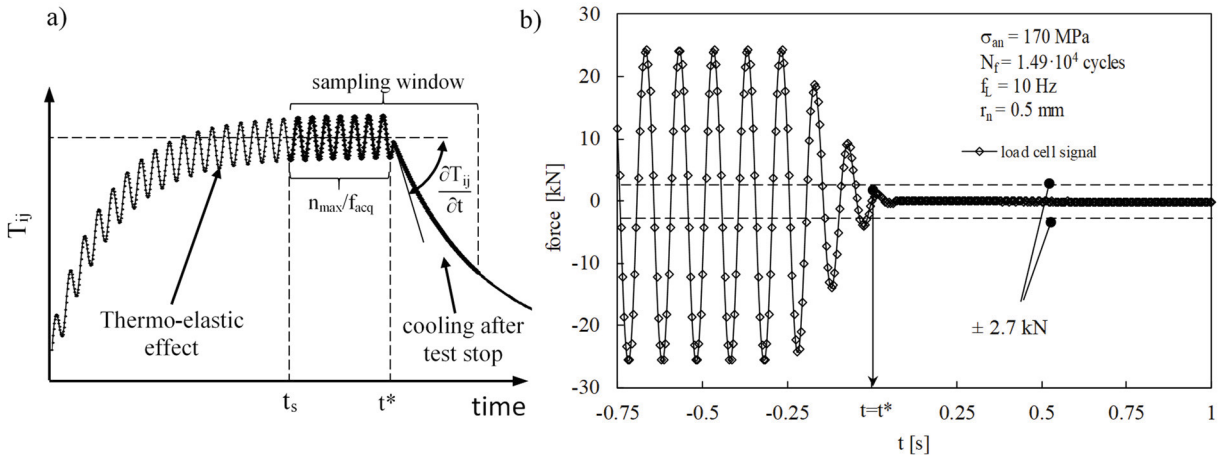 a)
sampling window
T_ij
∂T_ij
∂t
n_max/f_acq
Thermo-elastic
effect
cooling after
test stop
t_s
t*
time
b)
30
25
20
10
0
-10
-20
-30
force [kN]
σ_an = 170 MPa
N_f = 1.49·10⁴ cycles
f_L = 10 Hz
r_n = 0.5 mm
load cell signal
± 2.7 kN
-0.75
-0.5
-0.25
t=t*
0.25
0.5
0.75
1
t [s]